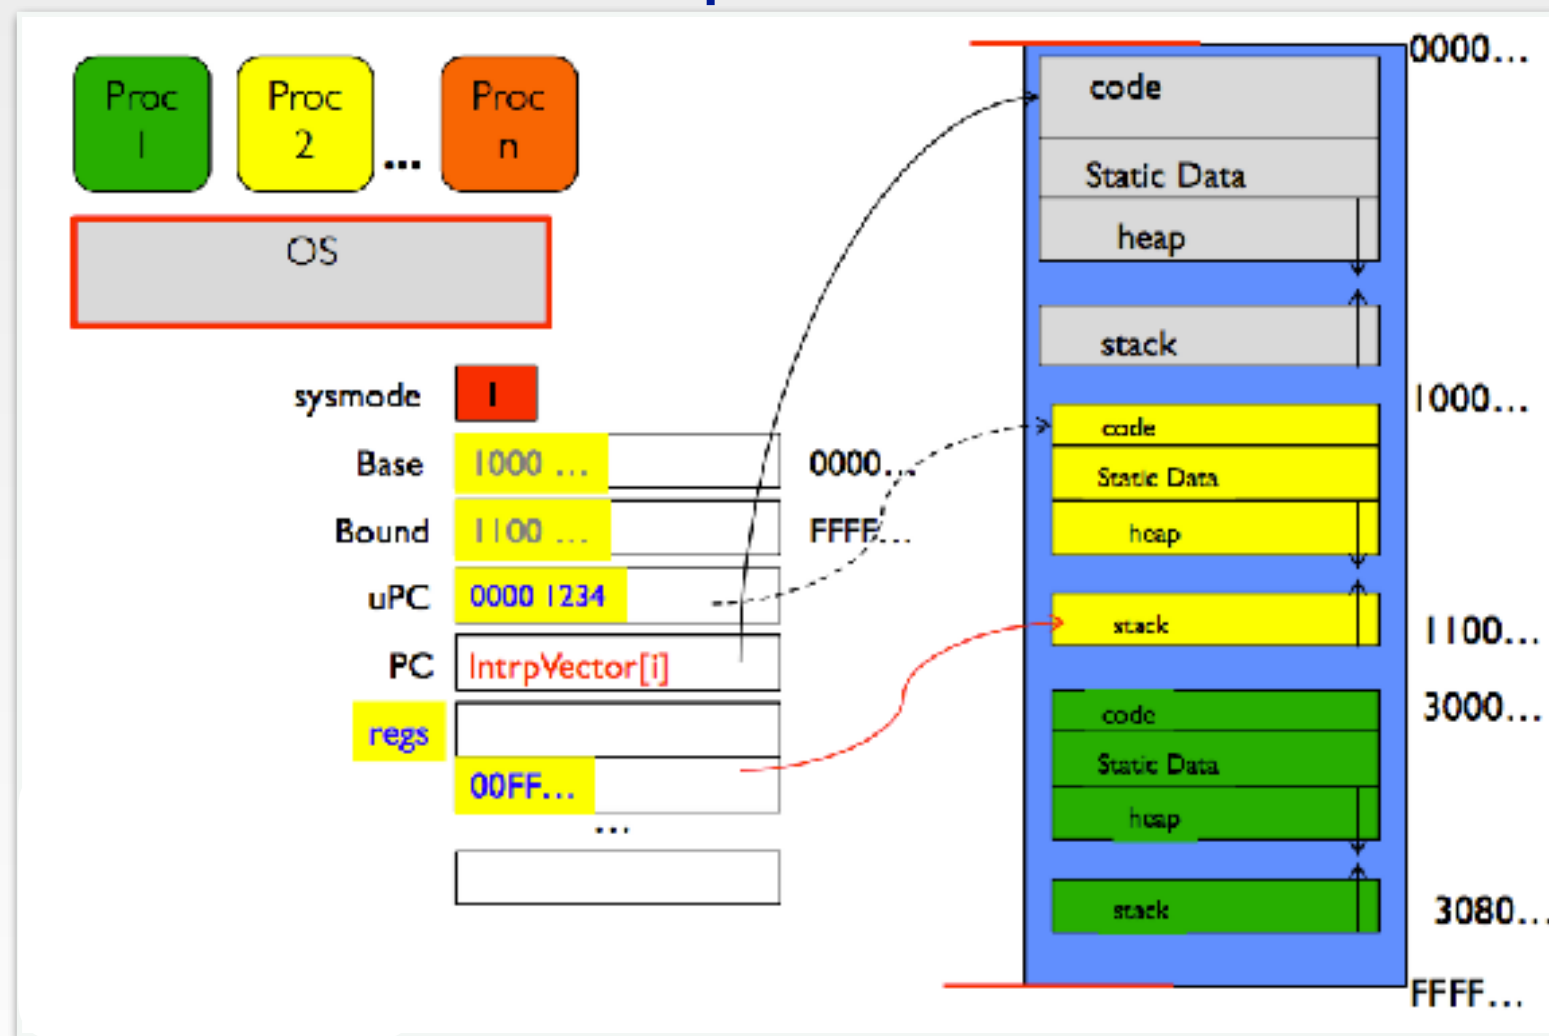 Proc
1
Proc
2
...
Proc
n
OS
sysmode
1
Base
1000 ...
0000...
Bound
1100 ...
FFFF...
uPC
0000 1234
PC
IntrpVector[i]
regs
00FF...
...
code
Static Data
heap
stack
code
Static Data
heap
stack
code
Static Data
heap
stack
0000...
1000...
1100...
3000...
3080...
FFFF...